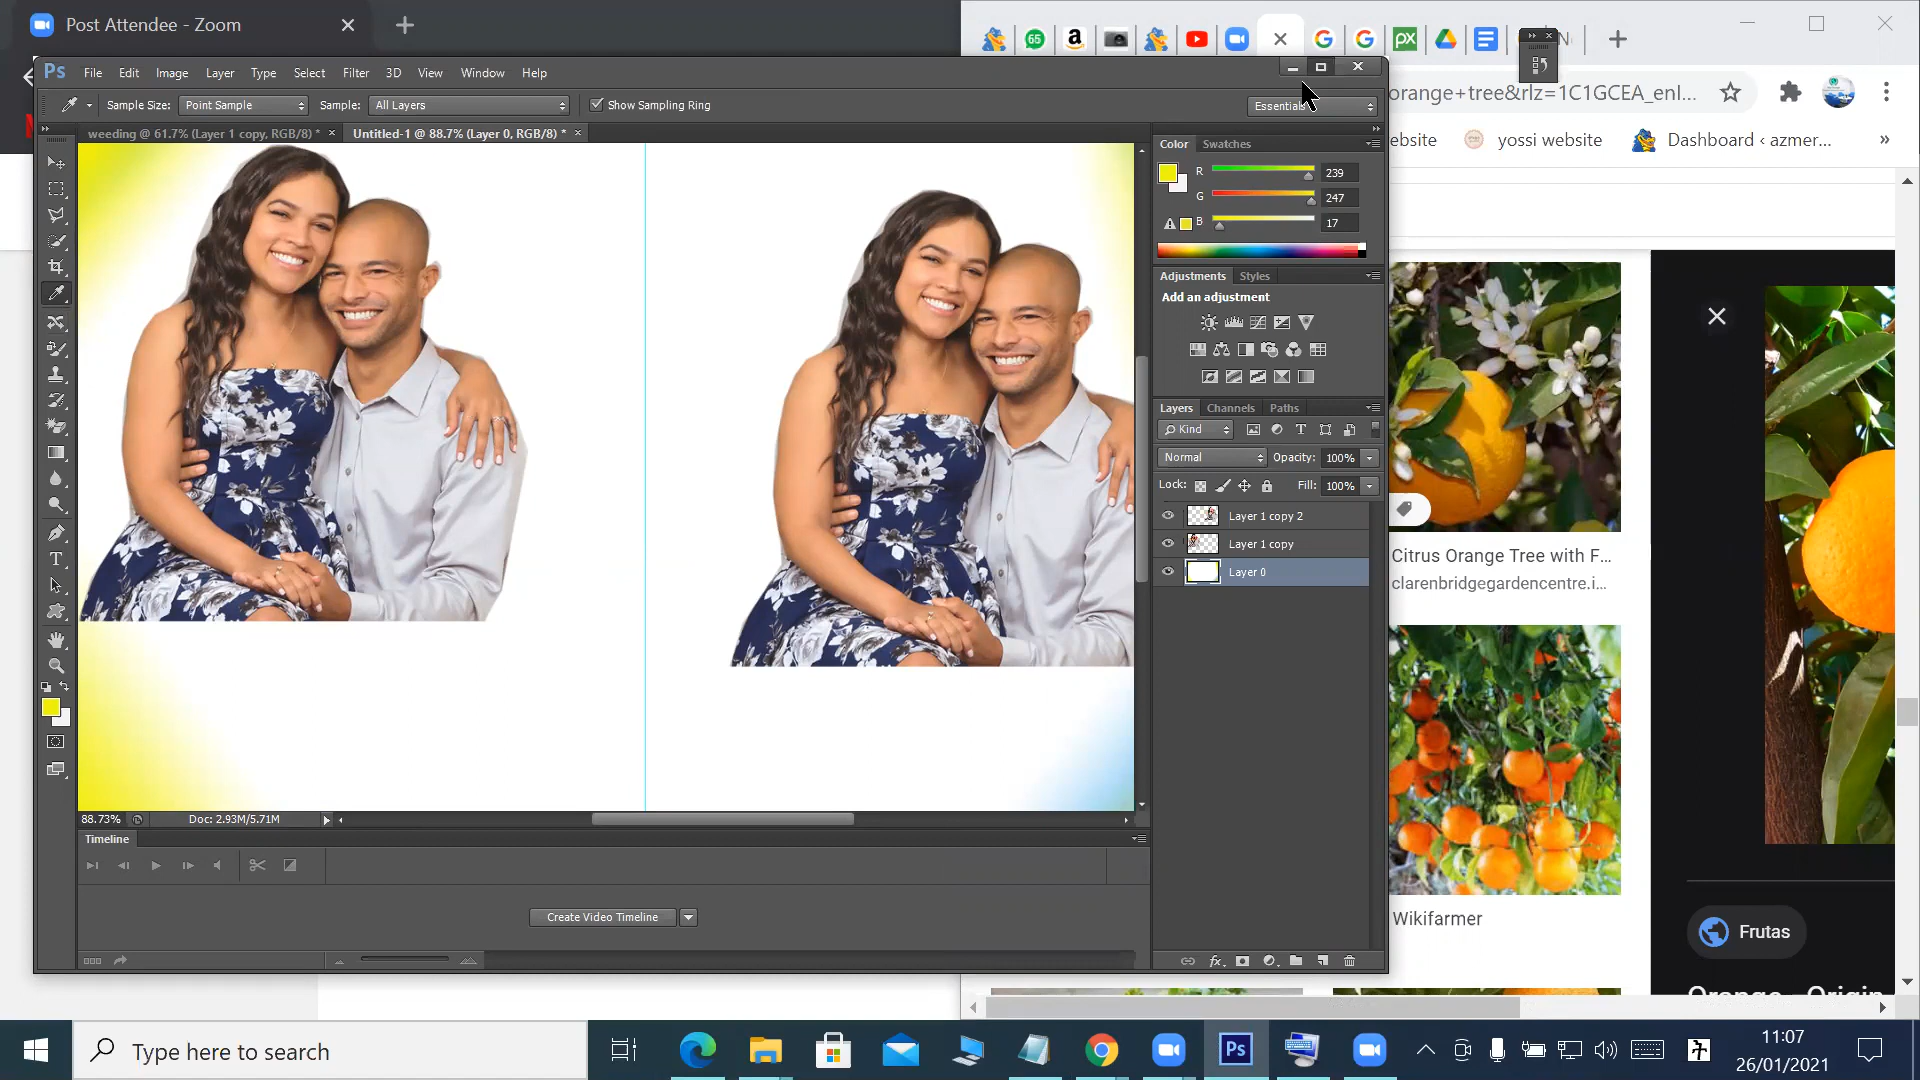 Post Attendee - Zoom
65
PX
orange+tree&rlz=1C1GCEA_enI...
ebsite
yossi website
Dashboard ‹ azmer...
»
Ps
File
Edit
Image
Layer
Type
Select
Filter
3D
View
Window
Help
Sample Size:
Point Sample
Sample:
All Layers
Show Sampling Ring
Essentials
weeding @ 61.7% (Layer 1 copy, RGB/8) *
Untitled-1 @ 88.7% (Layer 0, RGB/8) *
Color
Swatches
R
239
G
247
B
17
Adjustments
Styles
Add an adjustment
Layers
Channels
Paths
Kind
Normal
Opacity:
100%
Lock:
Fill:
100%
Layer 1 copy 2
Layer 1 copy
Layer 0
88.73%
Doc: 2.93M/5.71M
Timeline
Create Video Timeline
Citrus Orange Tree with F...
clarenbridgegardencentre.i...
Wikifarmer
Frutas
Type here to search
Ps
11:07
26/01/2021